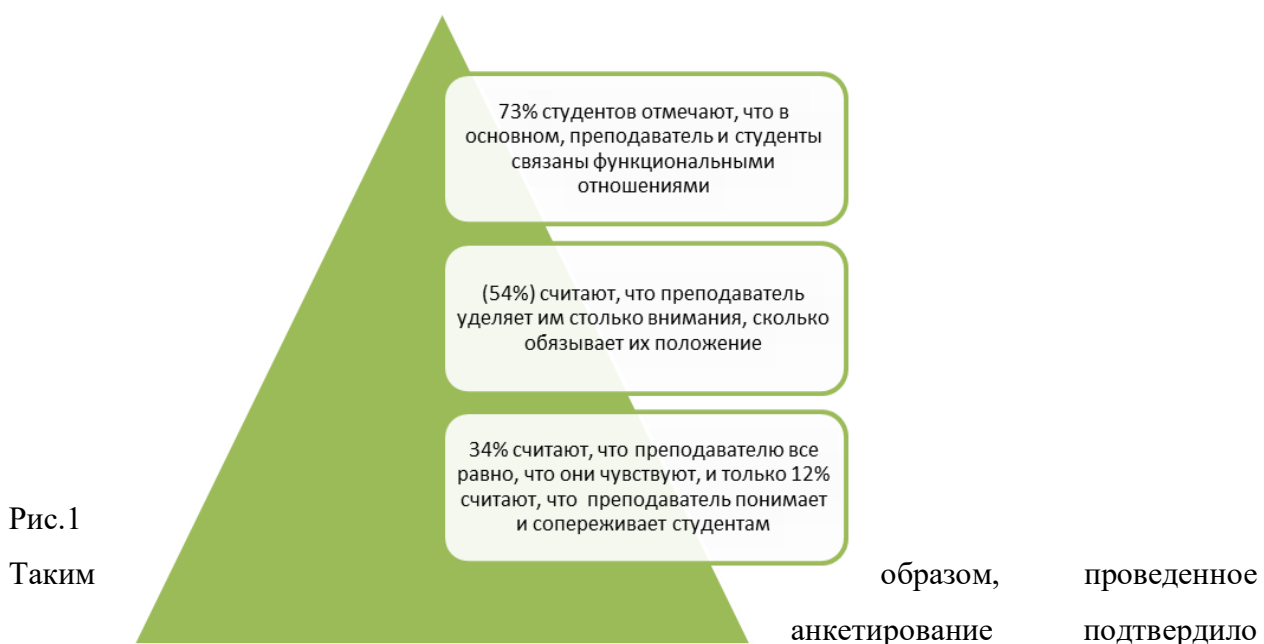 73% студентов отмечают, что в
основном, преподаватель и студенты
связаны функциональными
отношениями
(54%) считают, что преподаватель
уделяет им столько внимания, сколько
обязывает их положение
34% считают, что преподавателю все
равно, что они чувствуют, и только 12%
считают, что преподаватель понимает
и сопереживает студентам
Рис.1
Таким образом, проведенное
анкетирование подтвердило